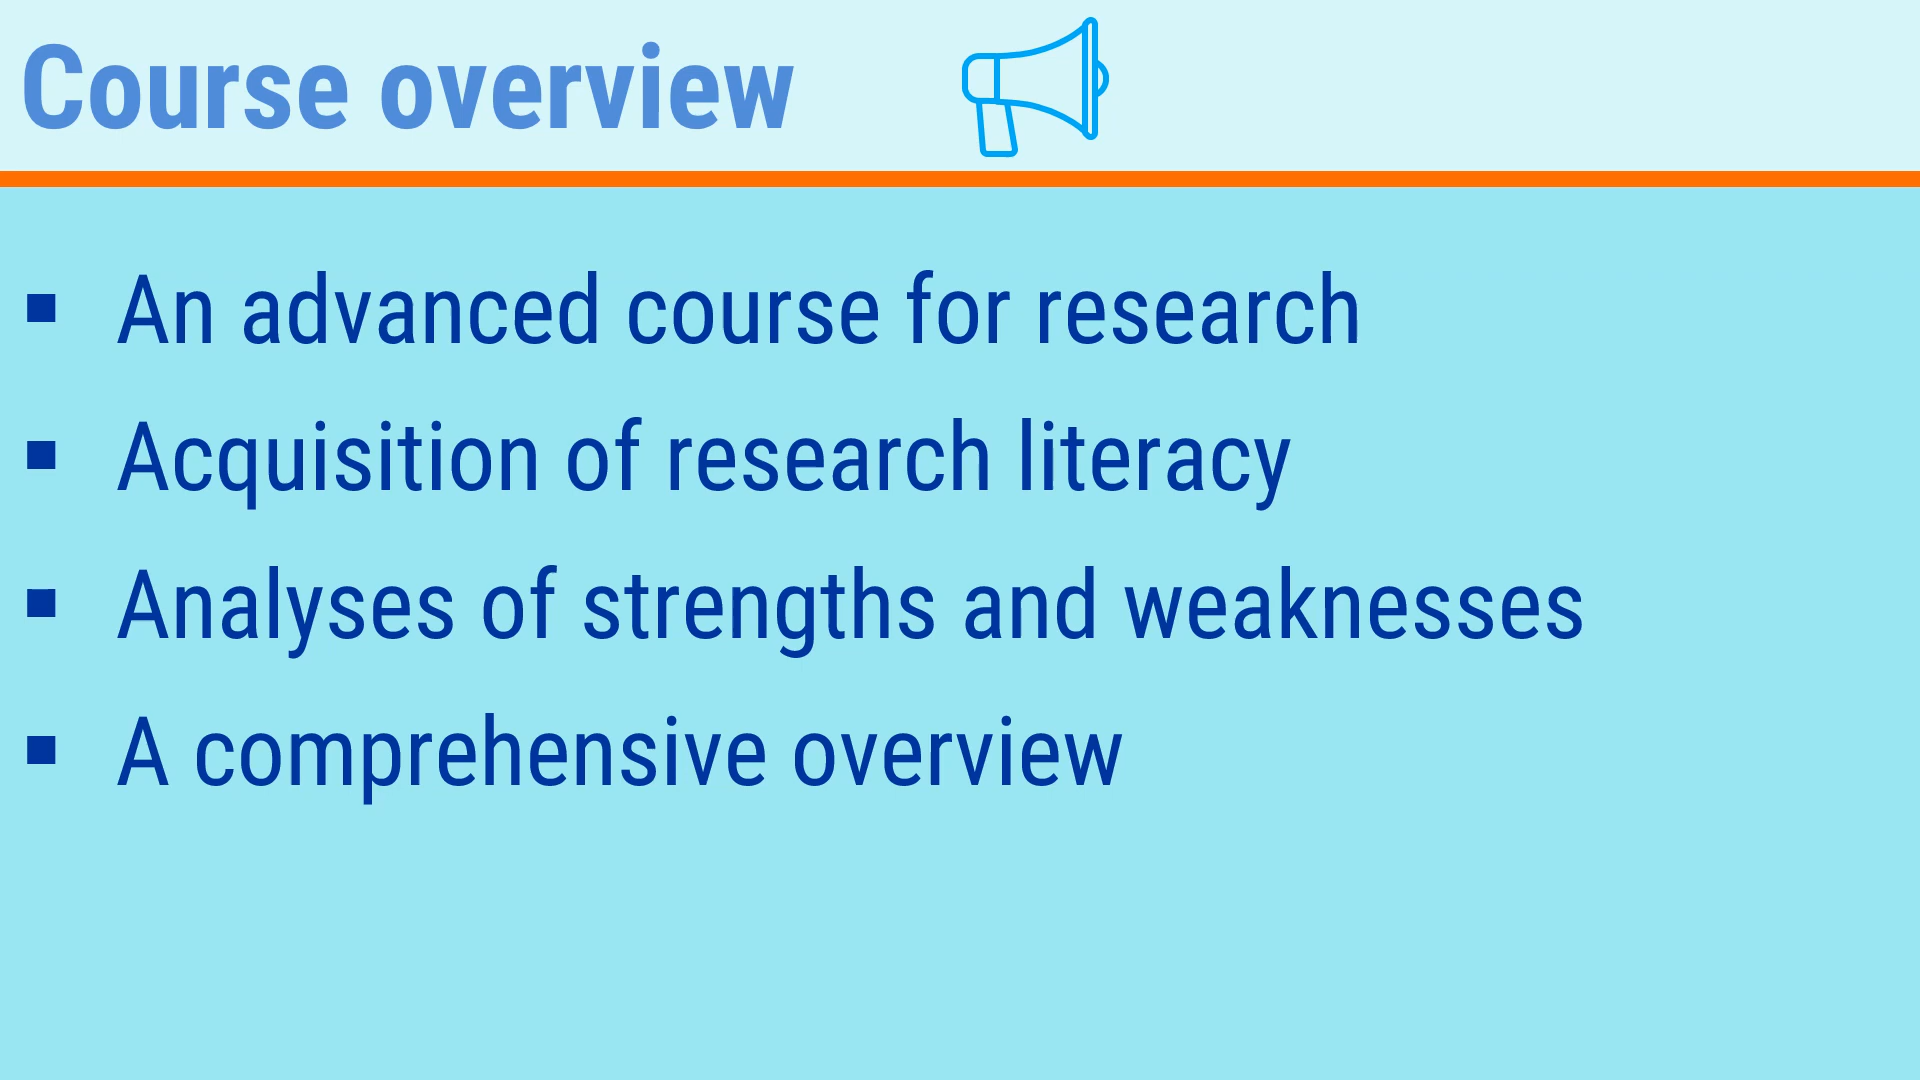 Course overview
▪ An advanced course for research
▪ Acquisition of research literacy
▪ Analyses of strengths and weaknesses
▪ A comprehensive overview